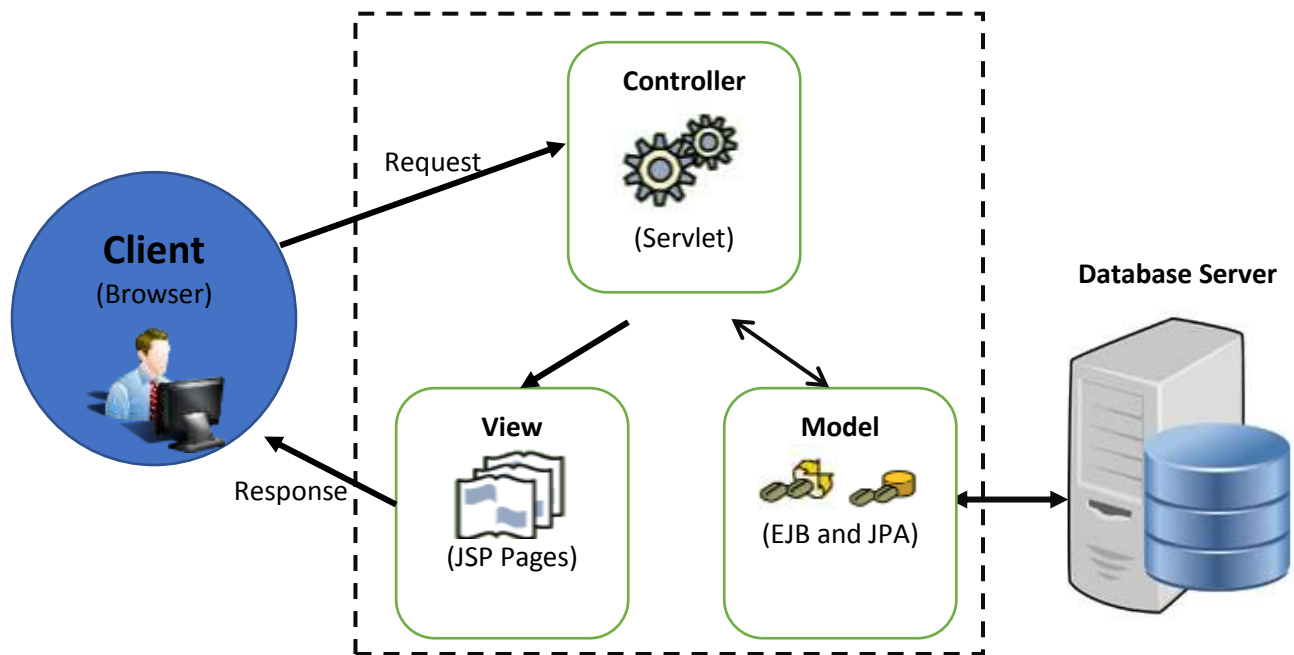 Controller
(Servlet)
Request
Client
(Browser)
Database Server
View
(JSP Pages)
Model
(EJB and JPA)
Response